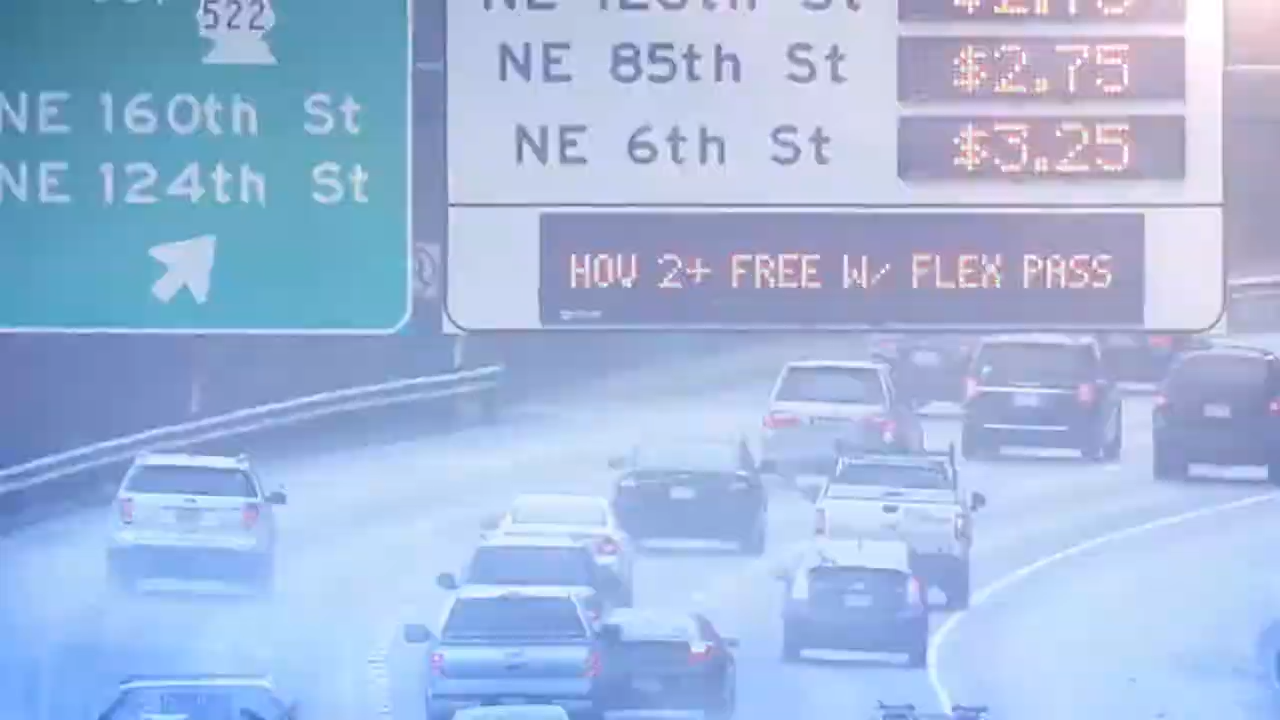 522
NE 160th St
NE 124th St
NE 85th St $2.75
NE 6th St $3.25
HOV 2+ FREE W/ FLEX PASS